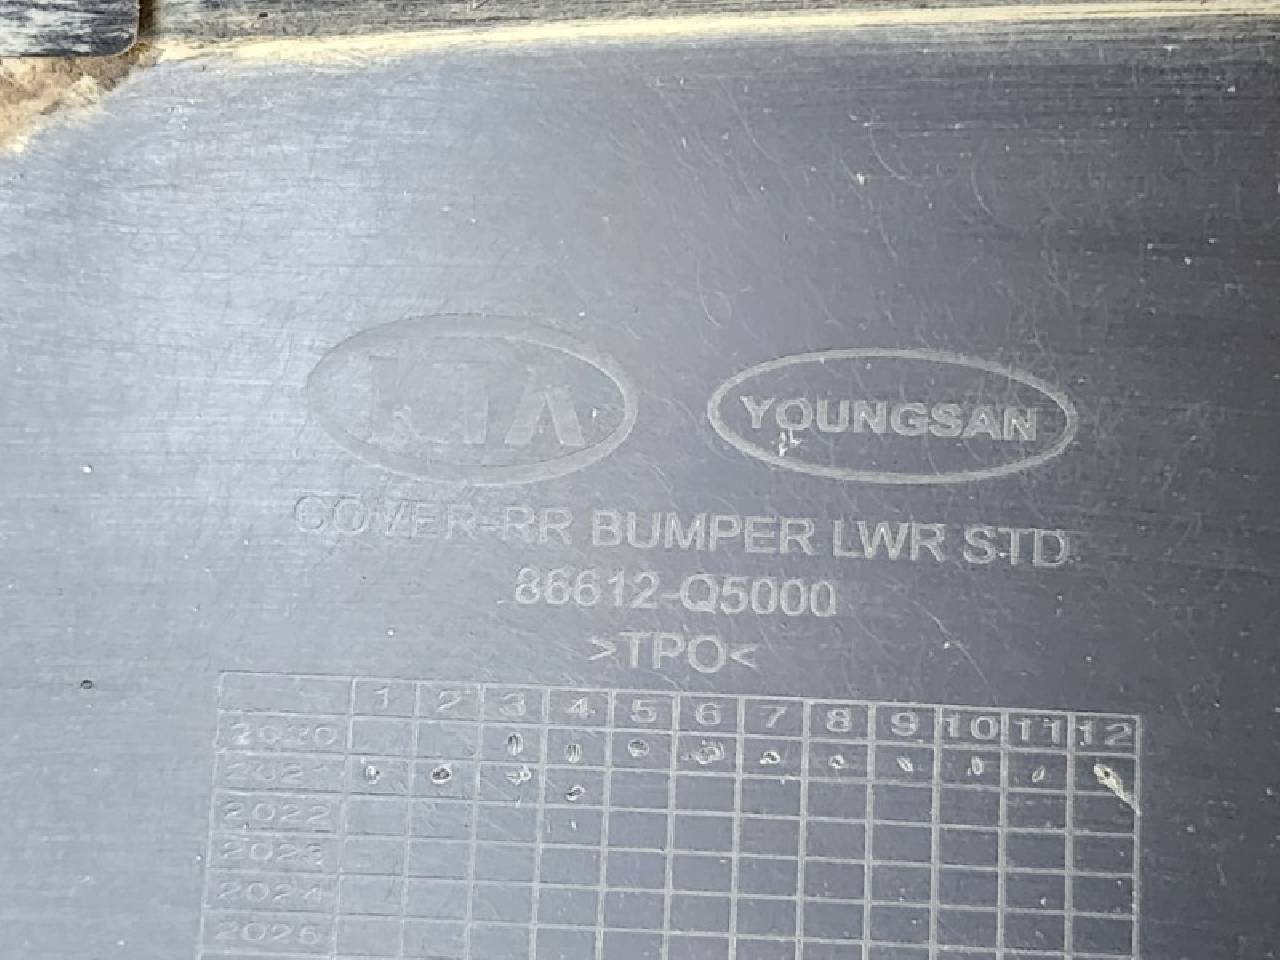 KIA YOUNGSAN
COVER-RR BUMPER LWR STD
86612-Q5000
>TPO<
1 2 3 4 5 6 7 8 9 10 11 12
2020
2021
2022
2023
2024
2025